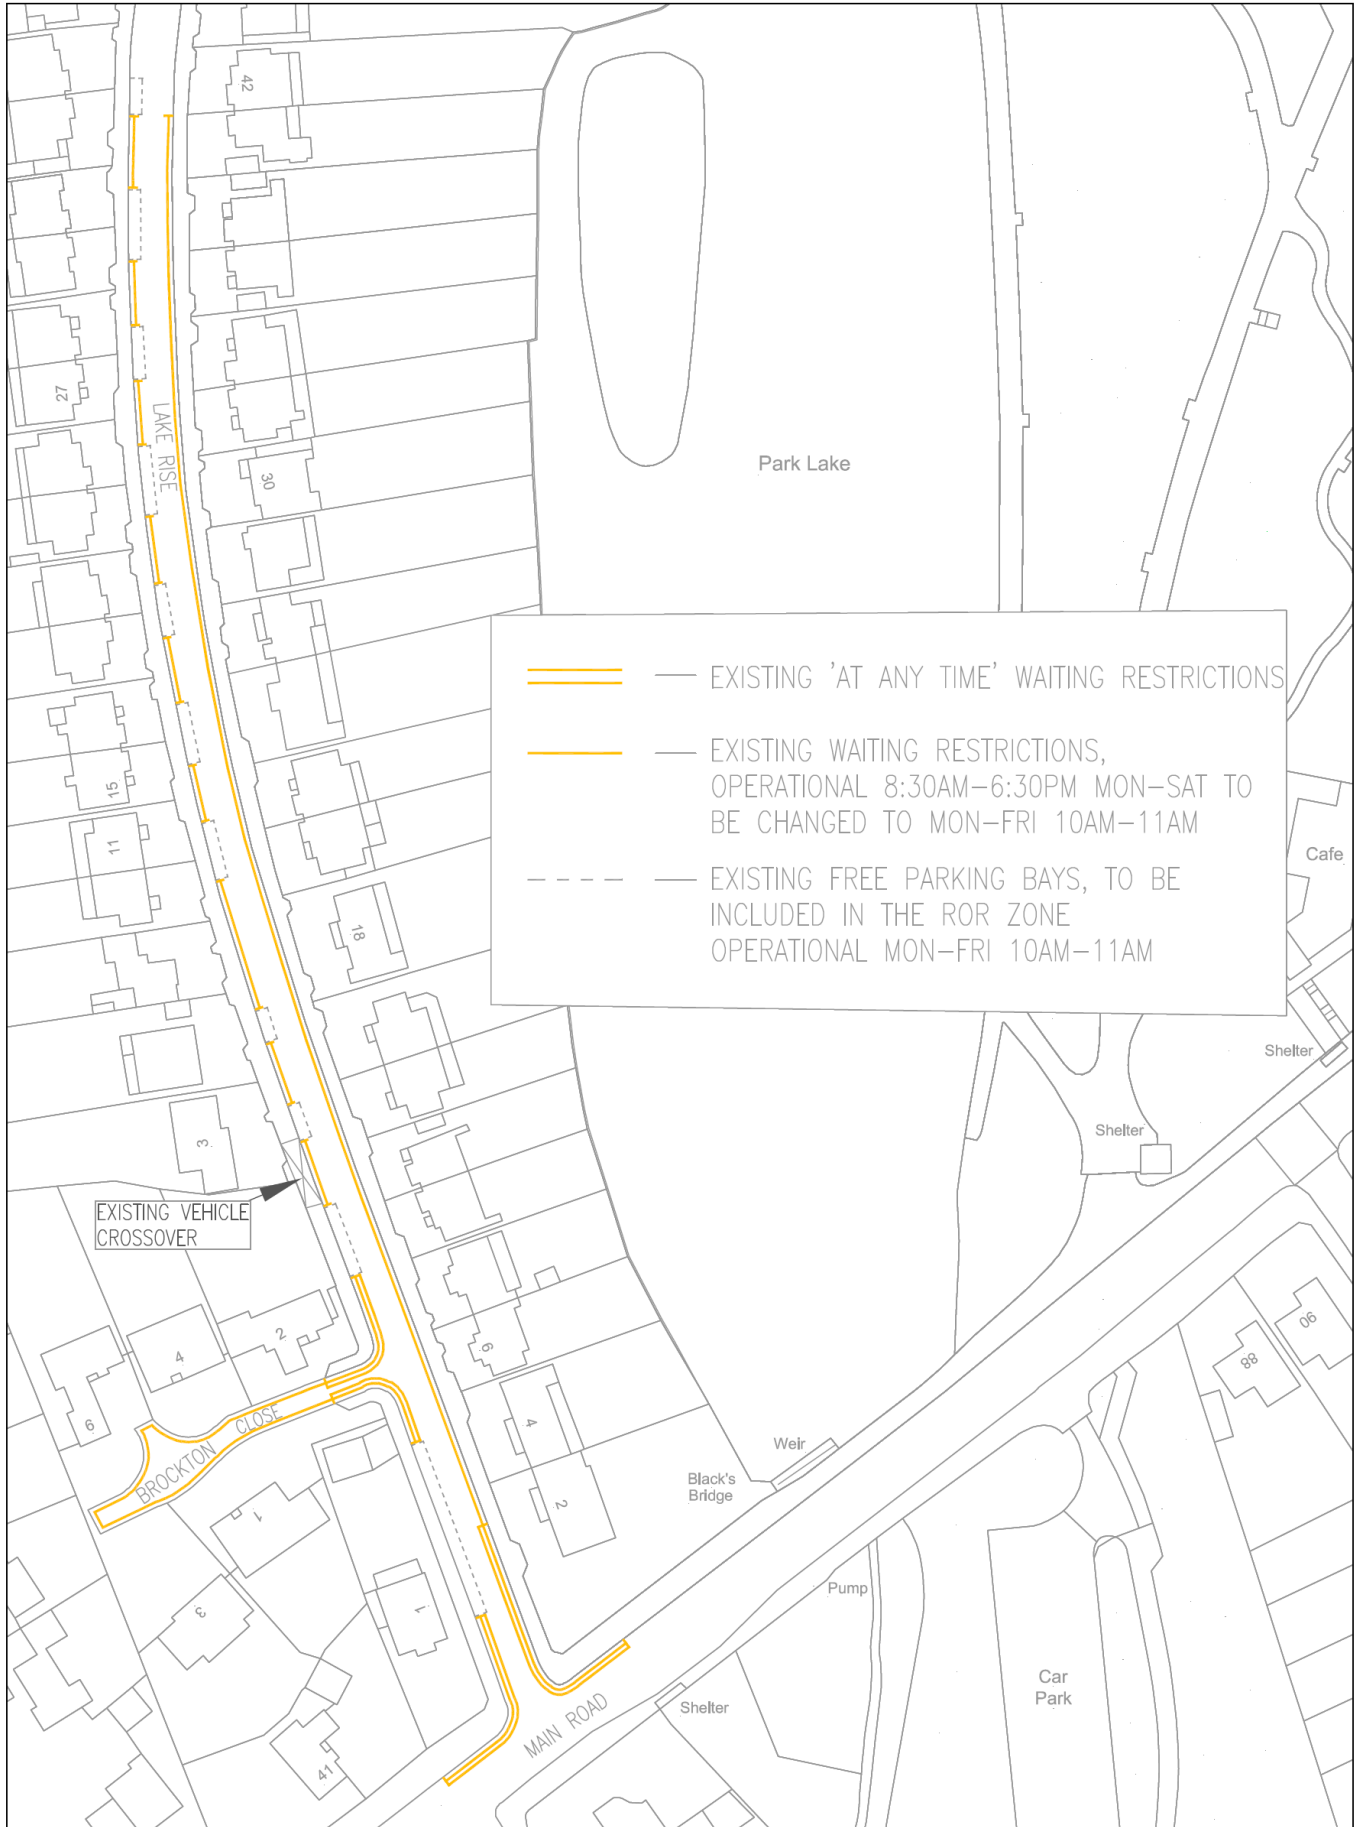 42
27
LAKE RISE
30
Park Lake
EXISTING 'AT ANY TIME' WAITING RESTRICTIONS
EXISTING WAITING RESTRICTIONS,
OPERATIONAL 8:30AM-6:30PM MON-SAT TO
BE CHANGED TO MON-FRI 10AM-11AM
EXISTING FREE PARKING BAYS, TO BE
INCLUDED IN THE ROR ZONE
OPERATIONAL MON-FRI 10AM-11AM
15
11
Cafe
18
Shelter
Shelter
3
EXISTING VEHICLE
CROSSOVER
2
4
6
6
90
88
4
2
BROCKTON CLOSE
Weir
Black's
Bridge
1
1
3
Pump
Car
Park
Shelter
MAIN ROAD
41